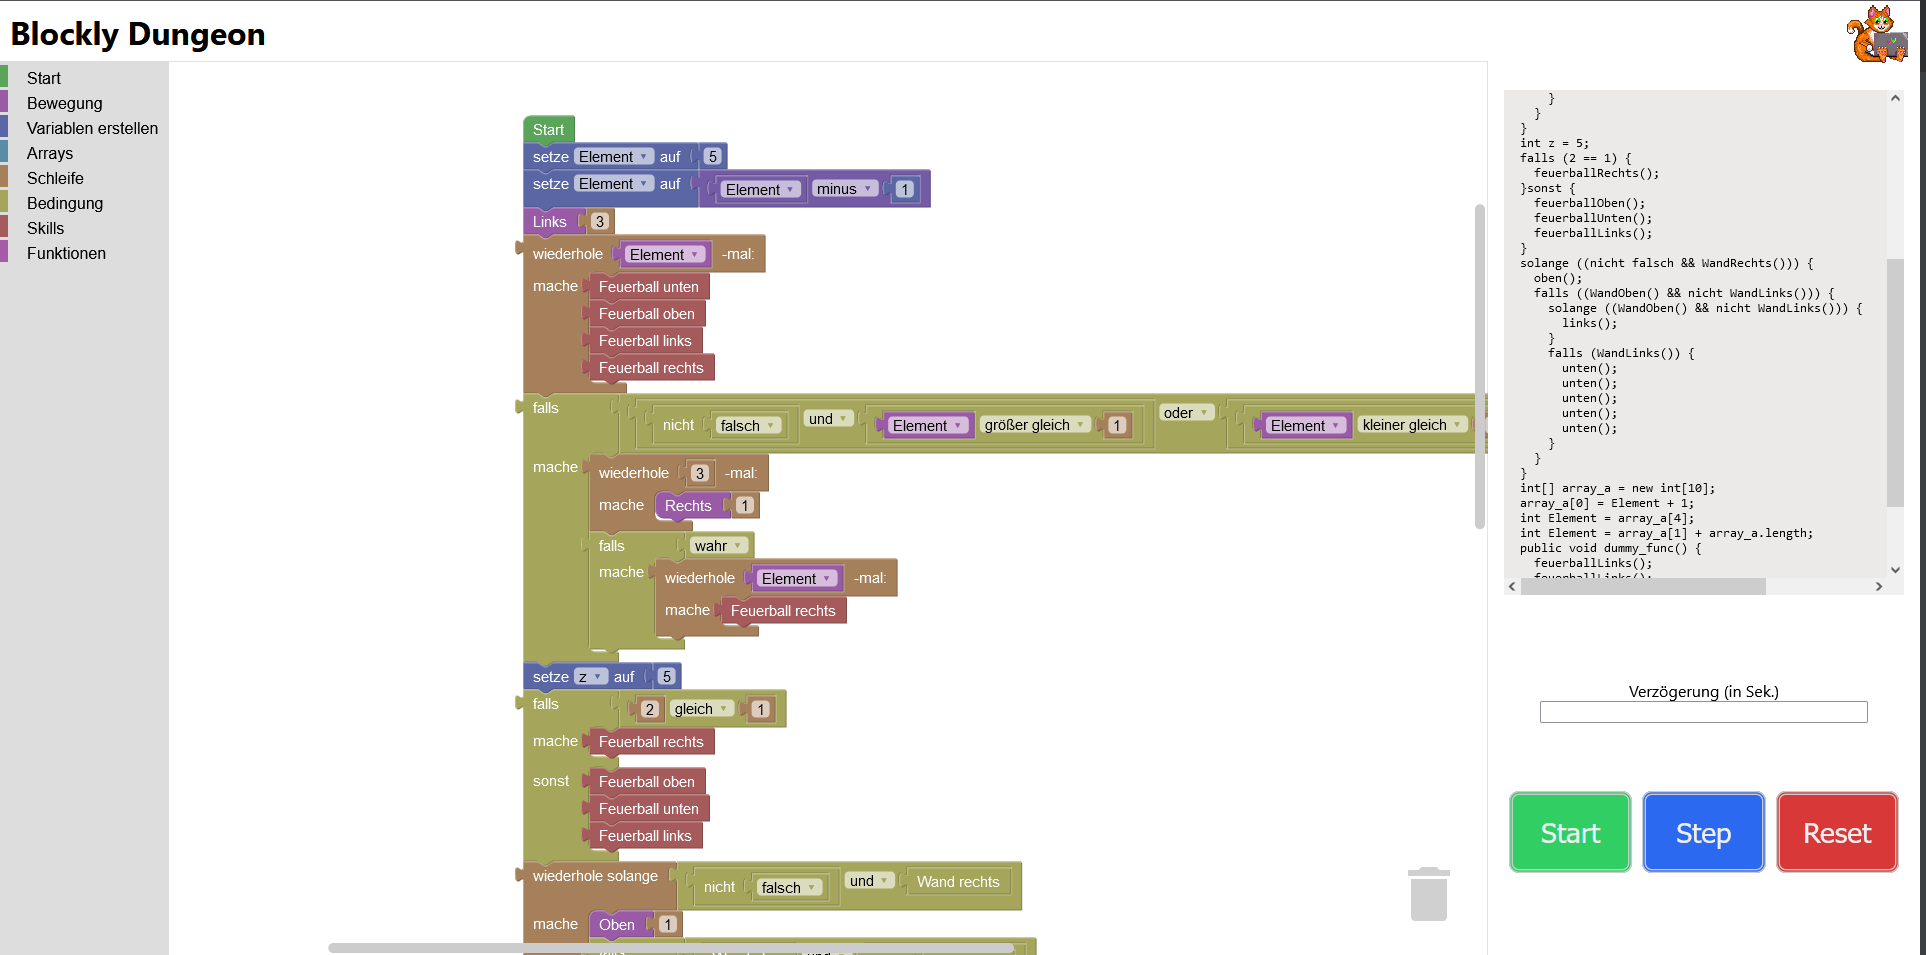 Blockly Dungeon
Start
Bewegung
Variablen erstellen
Arrays
Schleife
Bedingung
Skills
Funktionen
Start
setze Element auf 5
setze Element auf Element minus 1
Links 3
wiederhole Element -mal:
mache Feuerball unten
Feuerball oben
Feuerball links
Feuerball rechts
falls nicht falsch und Element größer gleich 1 oder Element kleiner gleich
mache wiederhole 3 -mal:
mache Rechts 1
falls wahr
mache wiederhole Element -mal:
mache Feuerball rechts
setze z auf 5
falls 2 gleich 1
mache Feuerball rechts
sonst Feuerball oben
Feuerball unten
Feuerball links
wiederhole solange nicht falsch und Wand rechts
mache Oben 1
}
}
}
int z = 5;
falls (2 == 1) {
feuerballRechts();
}sonst {
feuerballOben();
feuerballUnten();
feuerballLinks();
}
solange ((nicht falsch && WandRechts())) {
oben();
falls ((WandOben() && nicht WandLinks())) {
solange ((WandOben() && nicht WandLinks())) {
links();
}
falls (WandLinks()) {
unten();
unten();
unten();
unten();
unten();
}
}
}
int[] array_a = new int[10];
array_a[0] = Element + 1;
int Element = array_a[4];
int Element = array_a[1] + array_a.length;
public void dummy_func() {
feuerballLinks();
feuerballLinks();
Verzögerung (in Sek.)
Start
Step
Reset